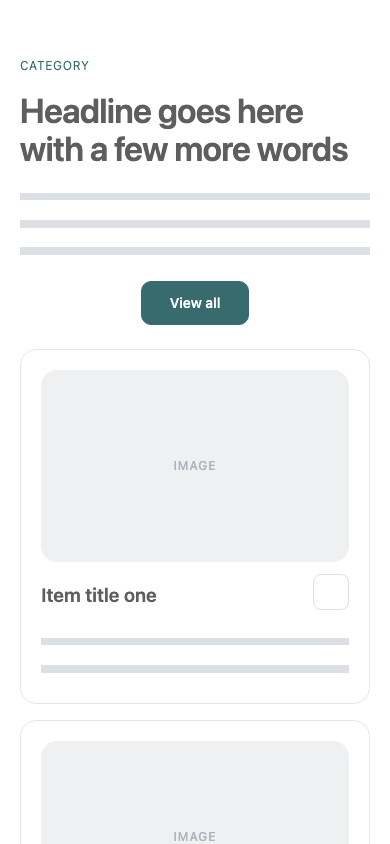 CATEGORY
Headline goes here
with a few more words
View all
IMAGE
Item title one
IMAGE